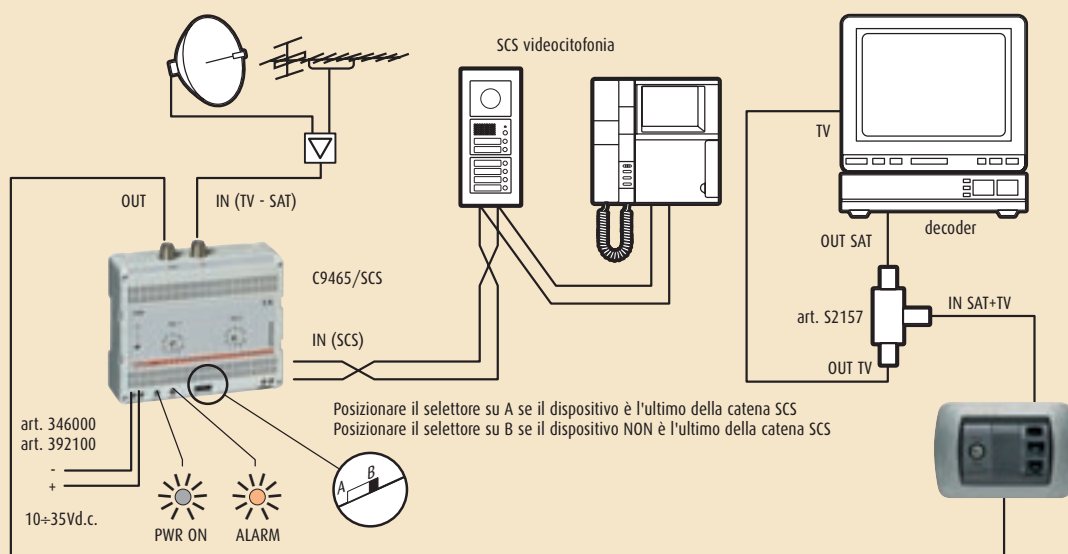 SCS videocitofonia
TV
OUT
IN (TV - SAT)
decoder
OUT SAT
C9465/SCS
art. S2157
IN SAT+TV
IN (SCS)
OUT TV
Posizionare il selettore su A se il dispositivo è l'ultimo della catena SCS
Posizionare il selettore su B se il dispositivo NON è l'ultimo della catena SCS
art. 346000
art. 392100
-
+
A
B
10÷35Vd.c.
PWR ON
ALARM